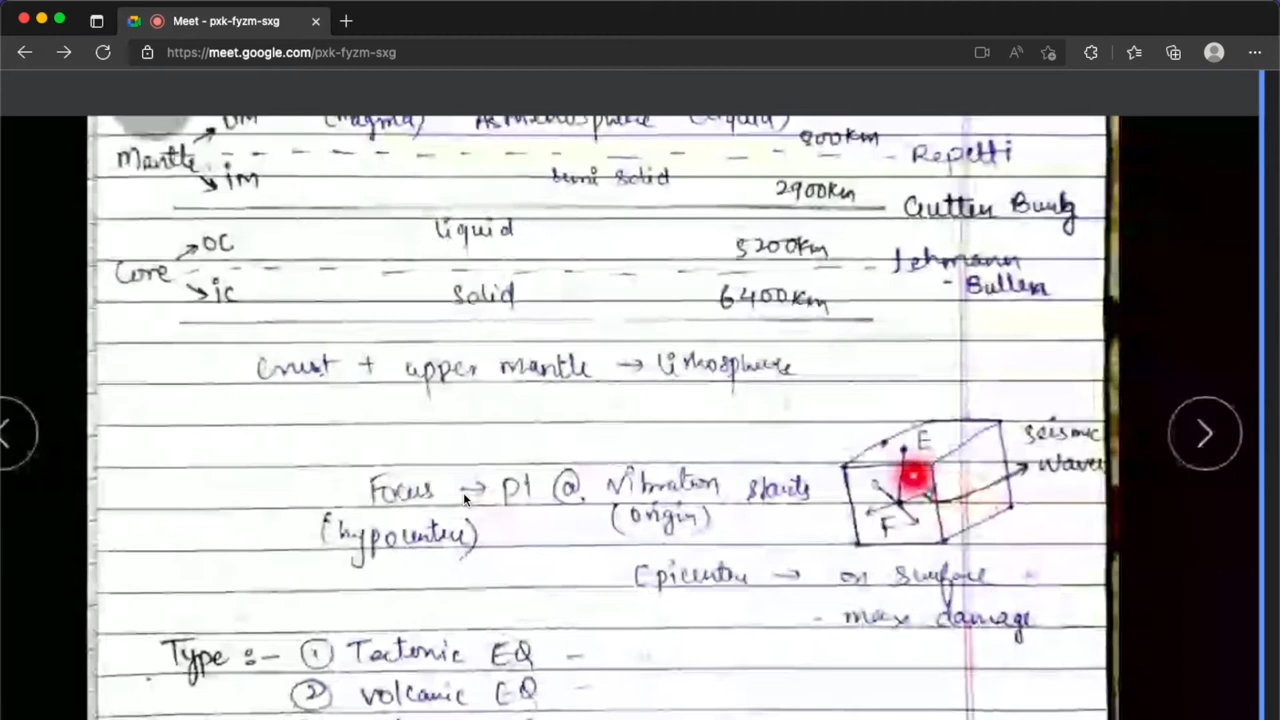 Meet - pxk-fyzm-sxg
https://meet.google.com/pxk-fyzm-sxg
(magma) Asthenosphere (liquid)
800km
Mantle - Repetti
im semi solid
2900km
Gutten Burg
OC liquid
5200km
Core Lehmann
- Bullen
ic solid 6400km
crust + upper mantle → lithosphere
E seismic
waves
Focus → pt @ vibration starts
(hypocentre) (origin) F
Epicentre → on surface
- max damage
Type :- ① Tectonic EQ -
② Volcanic EQ -